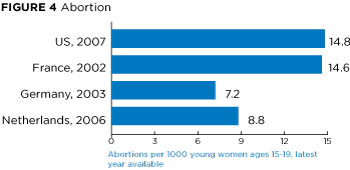 FIGURE 4 Abortion
US, 2007 14.8
France, 2002 14.6
Germany, 2003 7.2
Netherlands, 2006 8.8
0 3 6 9 12 15
Abortions per 1000 young women ages 15-19, latest
year available